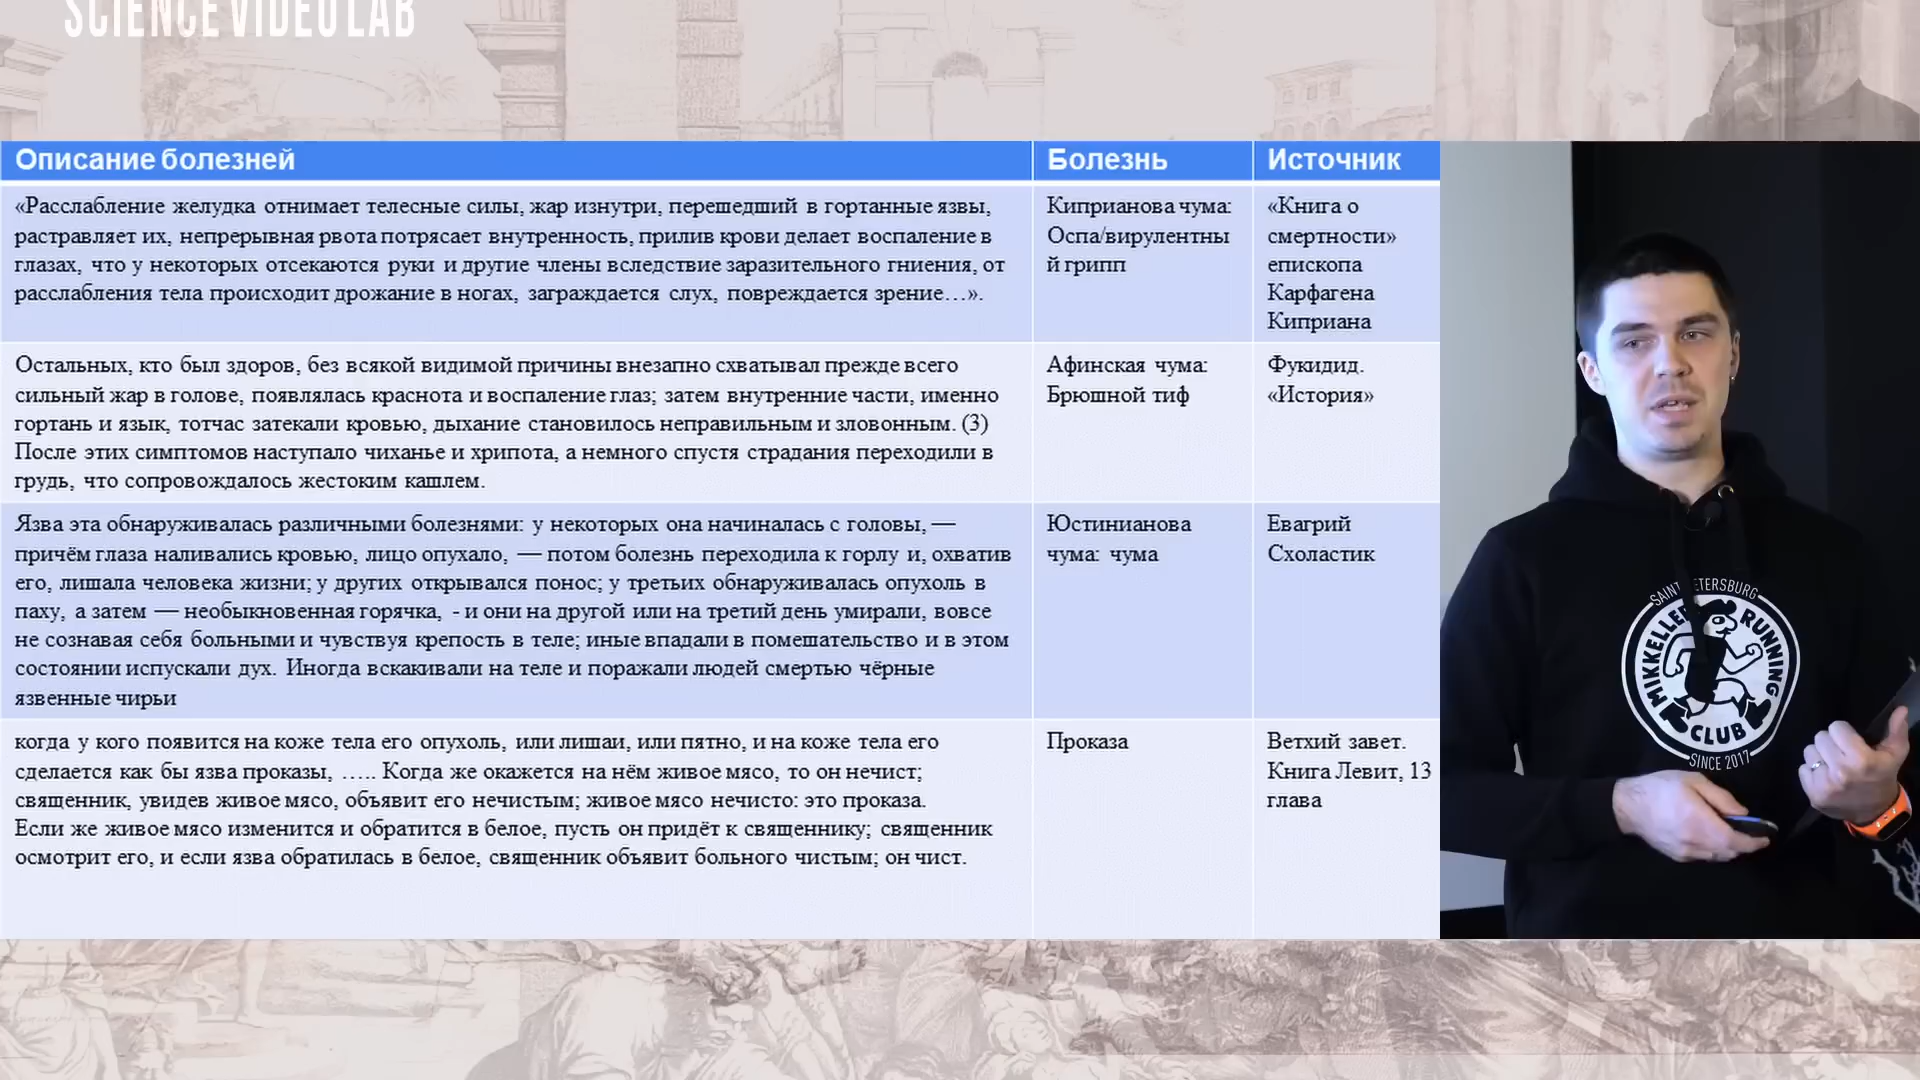 SCIENCE VIDEO LAB
Описание болезней
Болезнь
Источник
«Расслабление желудка отнимает телесные силы, жар изнутри, перешедший в гортанные язвы,
растравляет их, непрерывная рвота потрясает внутренность, прилив крови делает воспаление в
глазах, что у некоторых отсекаются руки и другие члены вследствие заразительного гниения, от
расслабления тела происходит дрожание в ногах, заграждается слух, повреждается зрение…».
Киприанова чума:
Оспа/вирулентны
й грипп
«Книга о
смертности»
епископа
Карфагена
Киприана
Остальных, кто был здоров, без всякой видимой причины внезапно схватывал прежде всего
сильный жар в голове, появлялась краснота и воспаление глаз; затем внутренние части, именно
гортань и язык, тотчас затекали кровью, дыхание становилось неправильным и зловонным. (3)
После этих симптомов наступало чиханье и хрипота, а немного спустя страдания переходили в
грудь, что сопровождалось жестоким кашлем.
Афинская чума:
Брюшной тиф
Фукидид.
«История»
Язва эта обнаруживалась различными болезнями: у некоторых она начиналась с головы, —
причём глаза наливались кровью, лицо опухало, — потом болезнь переходила к горлу и, охватив
его, лишала человека жизни; у других открывался понос; у третьих обнаруживалась опухоль в
паху, а затем — необыкновенная горячка, - и они на другой или на третий день умирали, вовсе
не сознавая себя больными и чувствуя крепость в теле; иные впадали в помешательство и в этом
состоянии испускали дух. Иногда вскакивали на теле и поражали людей смертью чёрные
язвенные чирьи
Юстинианова
чума: чума
Евагрий
Схоластик
когда у кого появится на коже тела его опухоль, или лишаи, или пятно, и на коже тела его
сделается как бы язва проказы, ….. Когда же окажется на нём живое мясо, то он нечист;
священник, увидев живое мясо, объявит его нечистым; живое мясо нечисто: это проказа.
Если же живое мясо изменится и обратится в белое, пусть он придёт к священнику; священник
осмотрит его, и если язва обратилась в белое, священник объявит больного чистым; он чист.
Проказа
Ветхий завет.
Книга Левит, 13
глава
SAINT PETERSBURG
MIKKELLER RUNNING
CLUB
SINCE 2017